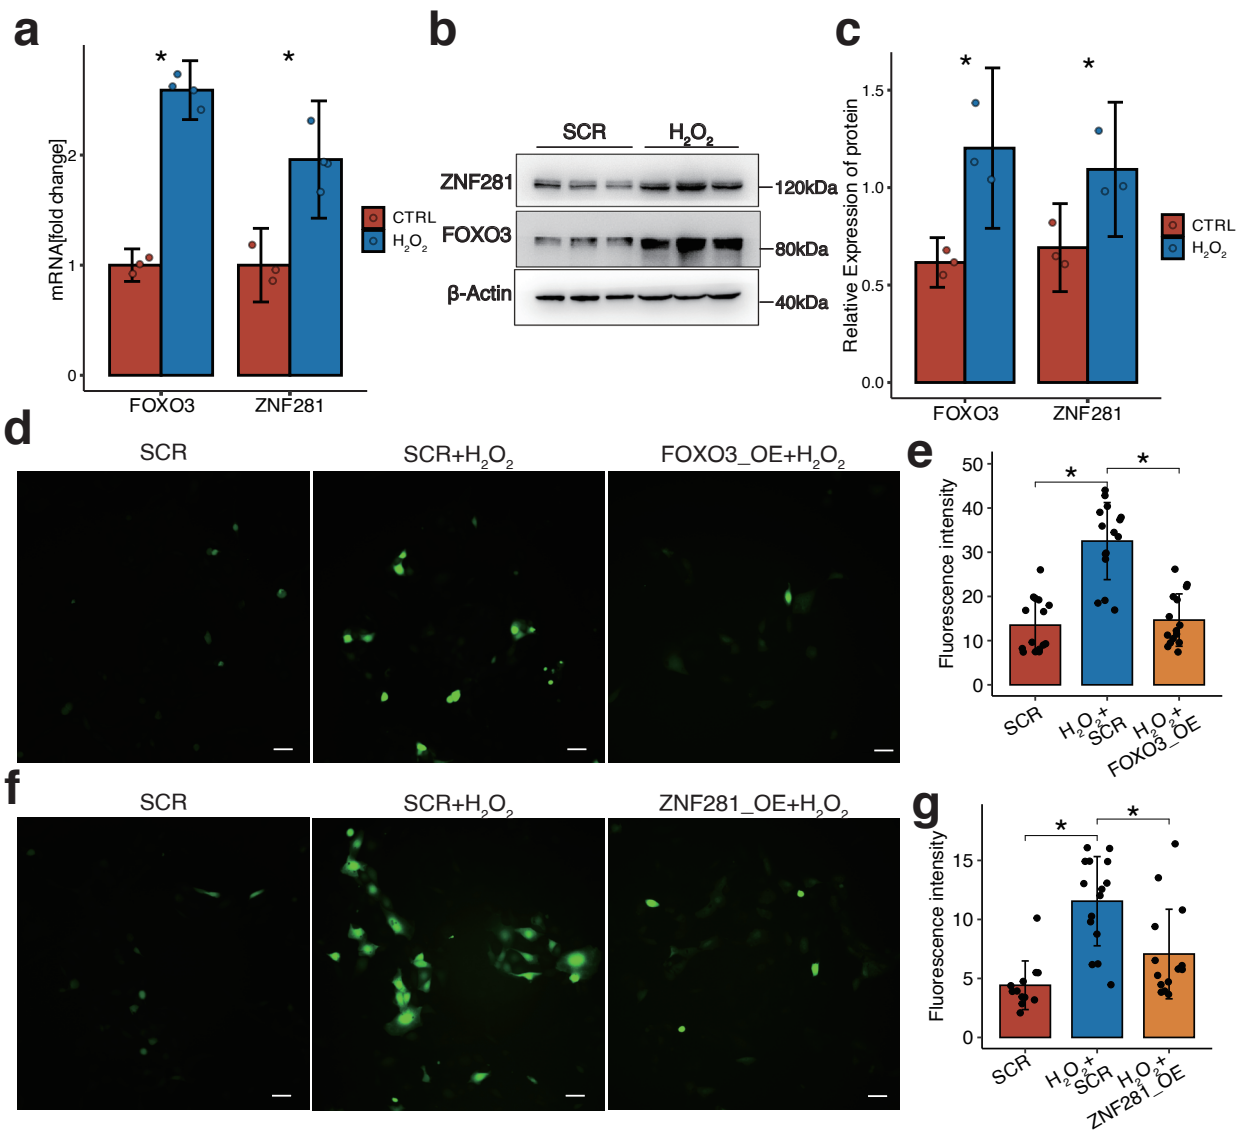 a
*
*
mRNA[fold change]
2
1
0
FOXO3
ZNF281
CTRL
H₂O₂
b
SCR
H₂O₂
ZNF281
120kDa
FOXO3
80kDa
β-Actin
40kDa
c
*
*
Relative Expression of protein
1.5
1.0
0.5
0.0
FOXO3
ZNF281
CTRL
H₂O₂
d
SCR
SCR+H₂O₂
FOXO3_OE+H₂O₂
e
*
*
Fluorescence intensity
50
40
30
20
10
0
SCR
H₂O₂+
SCR
H₂O₂+
FOXO3_OE
f
SCR
SCR+H₂O₂
ZNF281_OE+H₂O₂
g
*
*
Fluorescence intensity
15
10
5
0
SCR
H₂O₂+
SCR
H₂O₂+
ZNF281_OE